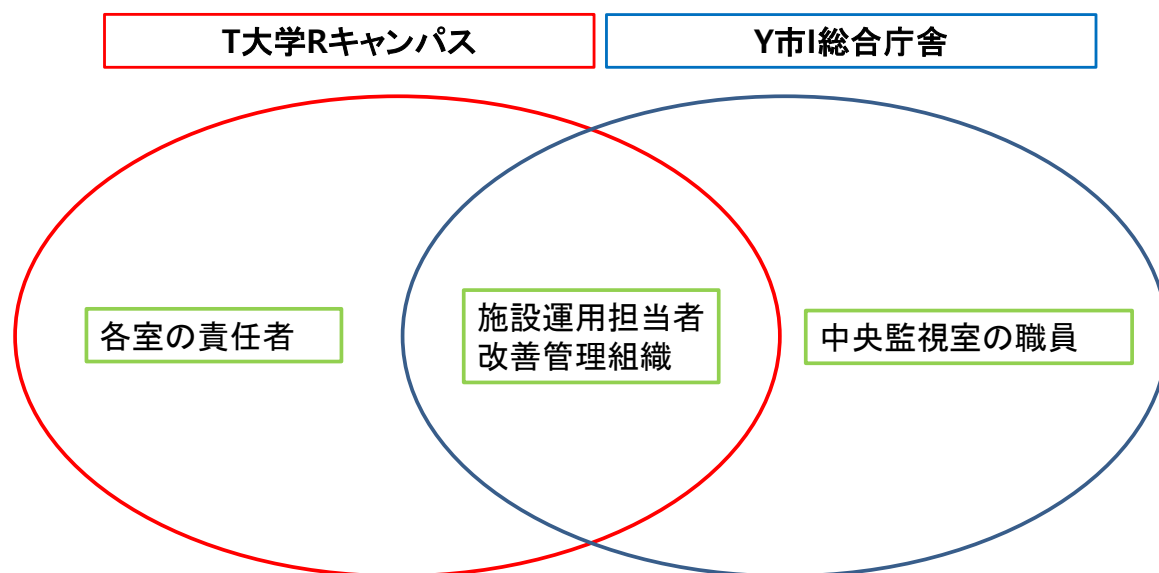 T大学Rキャンパス
Y市I総合庁舎
各室の責任者
施設運用担当者
改善管理組織
中央監視室の職員